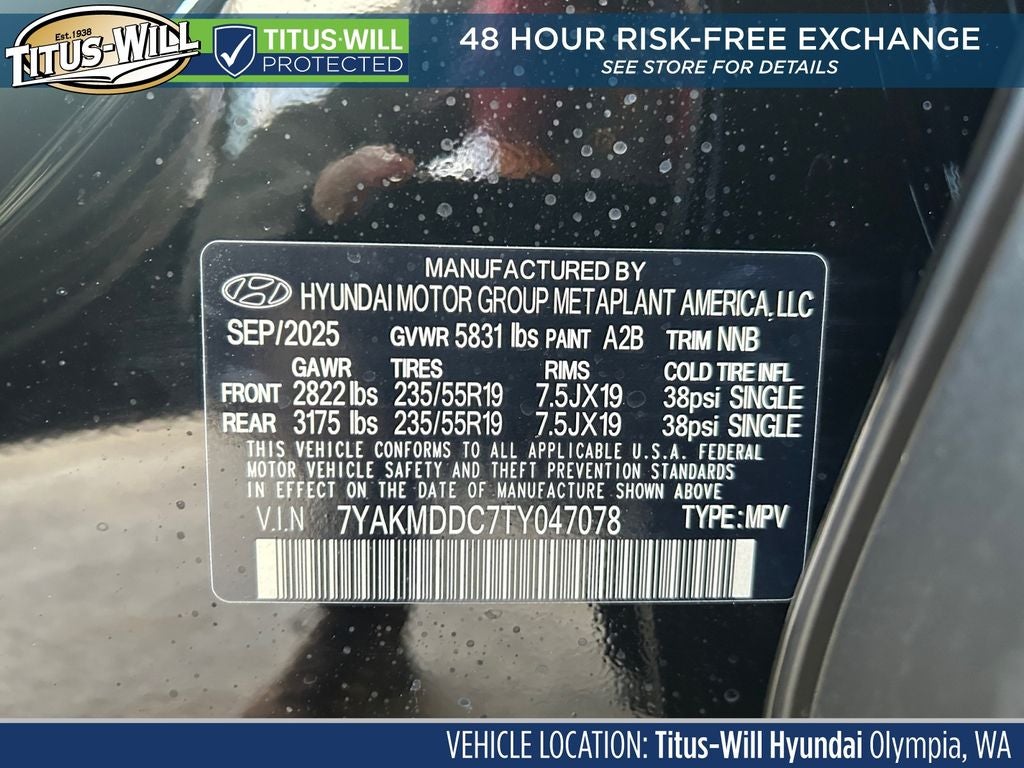 Est. 1938
TITUS-WILL
TITUS-WILL
PROTECTED
48 HOUR RISK-FREE EXCHANGE
SEE STORE FOR DETAILS
MANUFACTURED BY
HYUNDAI MOTOR GROUP METAPLANT AMERICA, LLC
SEP/2025 GVWR 5831 lbs PAINT A2B TRIM NNB
GAWR TIRES RIMS COLD TIRE INFL
FRONT 2822 lbs 235/55R19 7.5JX19 38psi SINGLE
REAR 3175 lbs 235/55R19 7.5JX19 38psi SINGLE
THIS VEHICLE CONFORMS TO ALL APPLICABLE U.S.A. FEDERAL
MOTOR VEHICLE SAFETY AND THEFT PREVENTION STANDARDS
IN EFFECT ON THE DATE OF MANUFACTURE SHOWN ABOVE
V.I.N 7YAKMDDC7TY047078 TYPE:MPV
VEHICLE LOCATION: Titus-Will Hyundai Olympia, WA